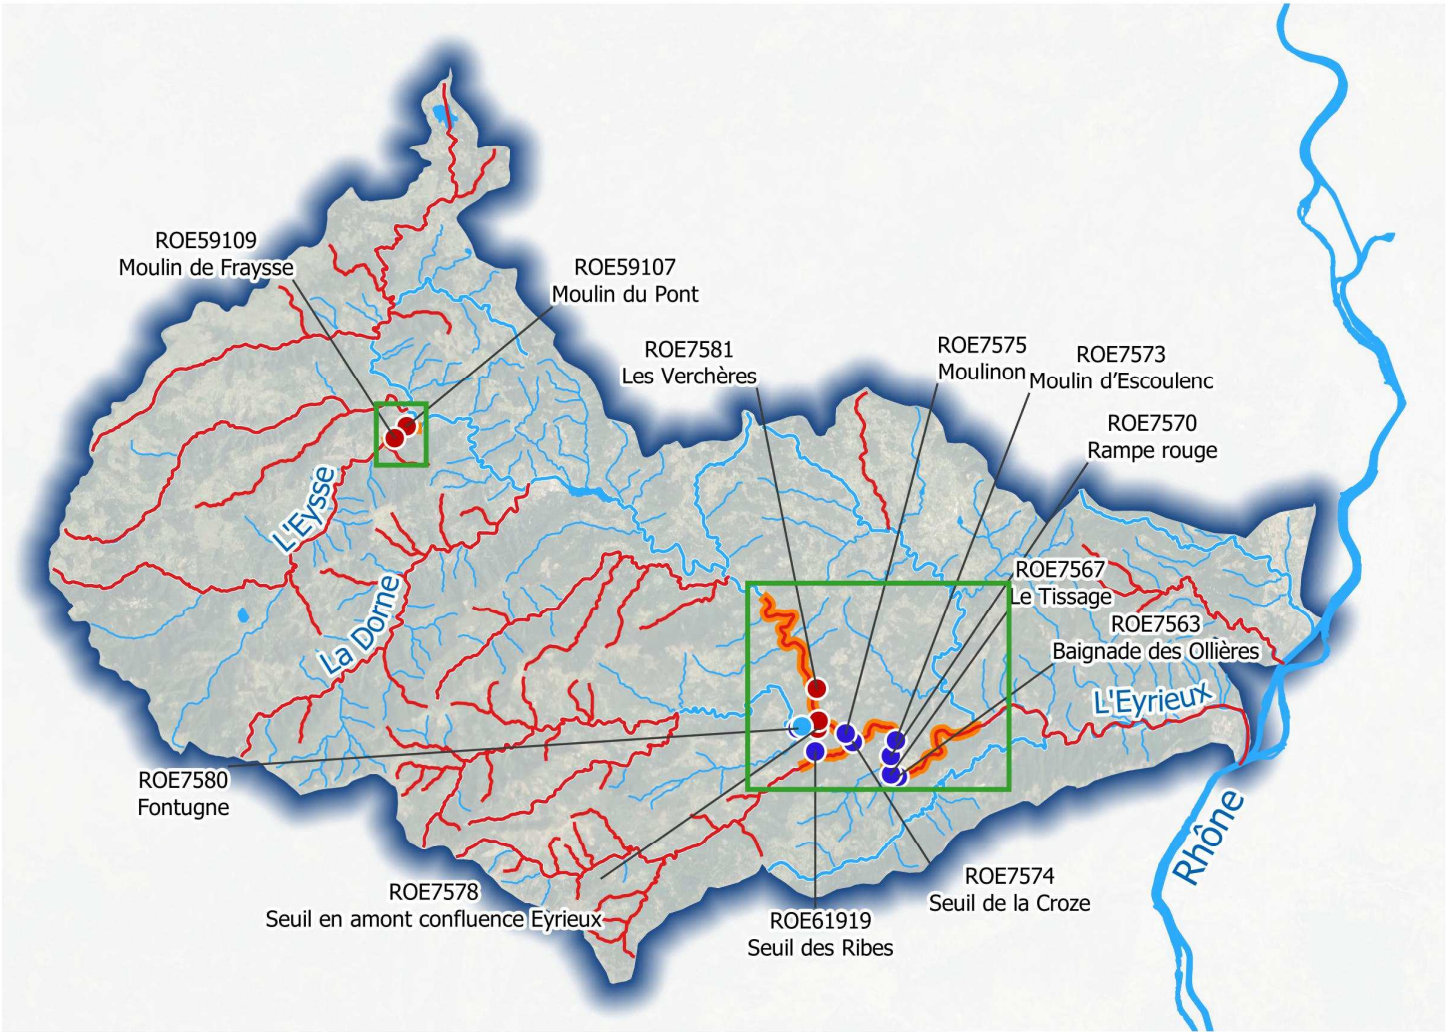 ROE59109
Moulin de Fraysse
ROE59107
Moulin du Pont
ROE7581
Les Verchères
ROE7575
Moulinon
ROE7573
Moulin d'Escoulenc
ROE7570
Rampe rouge
L'Eysse
La Dorne
ROE7567
Le Tissage
ROE7563
Baignade des Ollières
L'Eyrieux
ROE7580
Fontugne
Rhône
ROE7578
Seuil en amont confluence Eyrieux
ROE7574
Seuil de la Croze
ROE61919
Seuil des Ribes